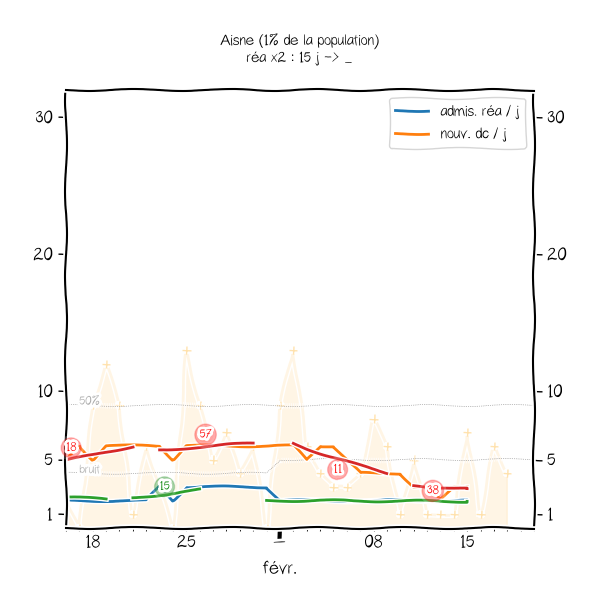 Aisne (1% de la population)
réa x2 : 15 j -> _
admis. réa / j
nouv. dc / j
30 30
20 20
10 10
50%
57
18
5 5
bruit
11
15
38
1 1
18 25 _ 08 15
févr.